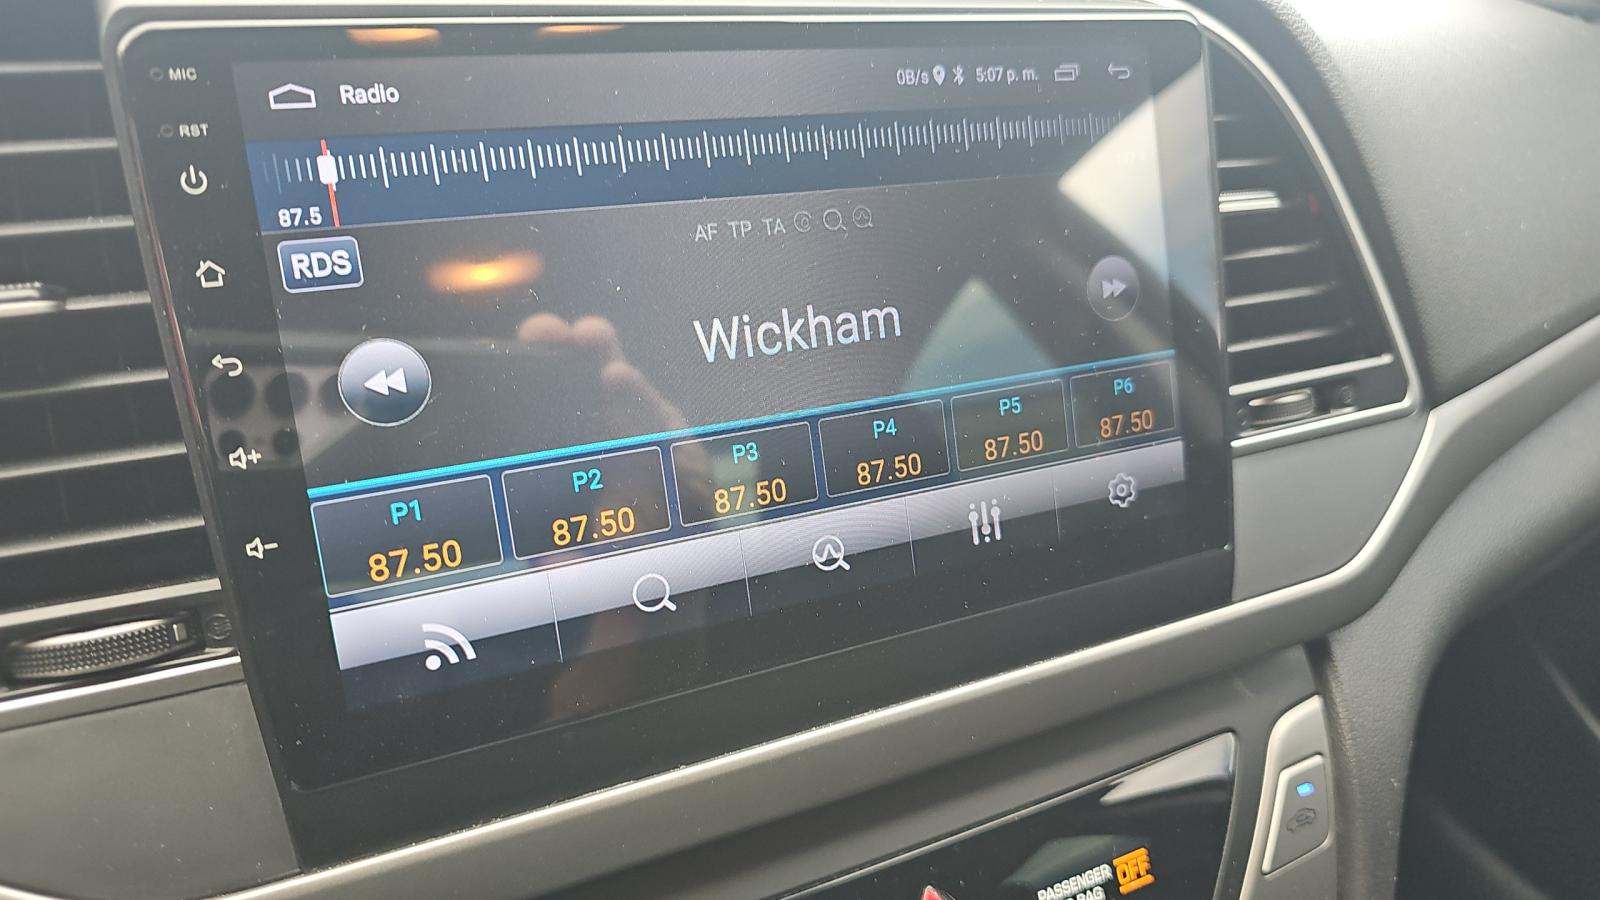 MIC
Radio
0B/s 5:07 p. m.
RST
87.5
AF TP TA
RDS
Wickham
P1 P2 P3 P4 P5 P6
87.50 87.50 87.50 87.50 87.50 87.50
PASSENGER OFF
BAG